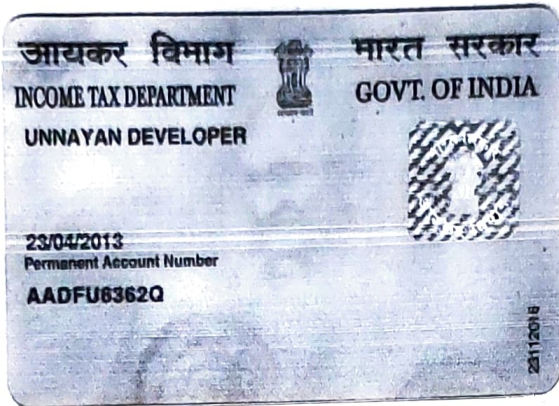 आयकर विभाग
भारत सरकार
INCOME TAX DEPARTMENT
GOVT. OF INDIA
UNNAYAN DEVELOPER
23/04/2013
Permanent Account Number
AADFU6362Q